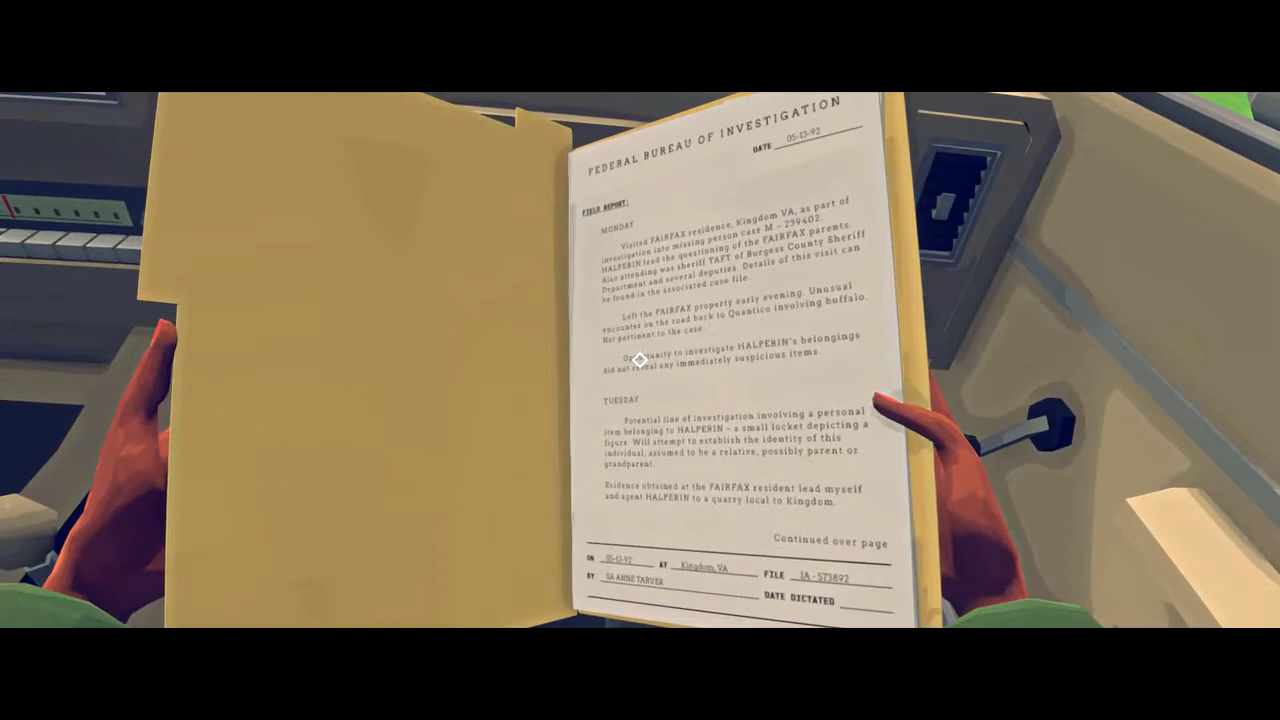 FEDERAL BUREAU OF INVESTIGATION
DATE 05-13-92
FIELD REPORT:
MONDAY
Visited FAIRFAX residence, Kingdom VA, as part of
investigation into missing person case M - 239402.
HALPERIN lead the questioning of the FAIRFAX parents.
Also attending was sheriff TAFT of Burgess County Sheriff
Department and several deputies. Details of this visit can
be found in the associated case file.
Left the FAIRFAX property early evening. Unusual
encounter on the road back to Quantico involving buffalo.
Not pertinent to the case.
Opportunity to investigate HALPERIN's belongings
did not reveal any immediately suspicious items.
TUESDAY
Potential line of investigation involving a personal
item belonging to HALPERIN - a small locket depicting a
figure. Will attempt to establish the identity of this
individual, assumed to be a relative, possibly parent or
grandparent.
Evidence obtained at the FAIRFAX resident lead myself
and agent HALPERIN to a quarry local to Kingdom.
Continued over page
ON 05-13-92 AT Kingdom, VA FILE 1A - 573892
BY SA ANNE TARVER DATE DICTATED